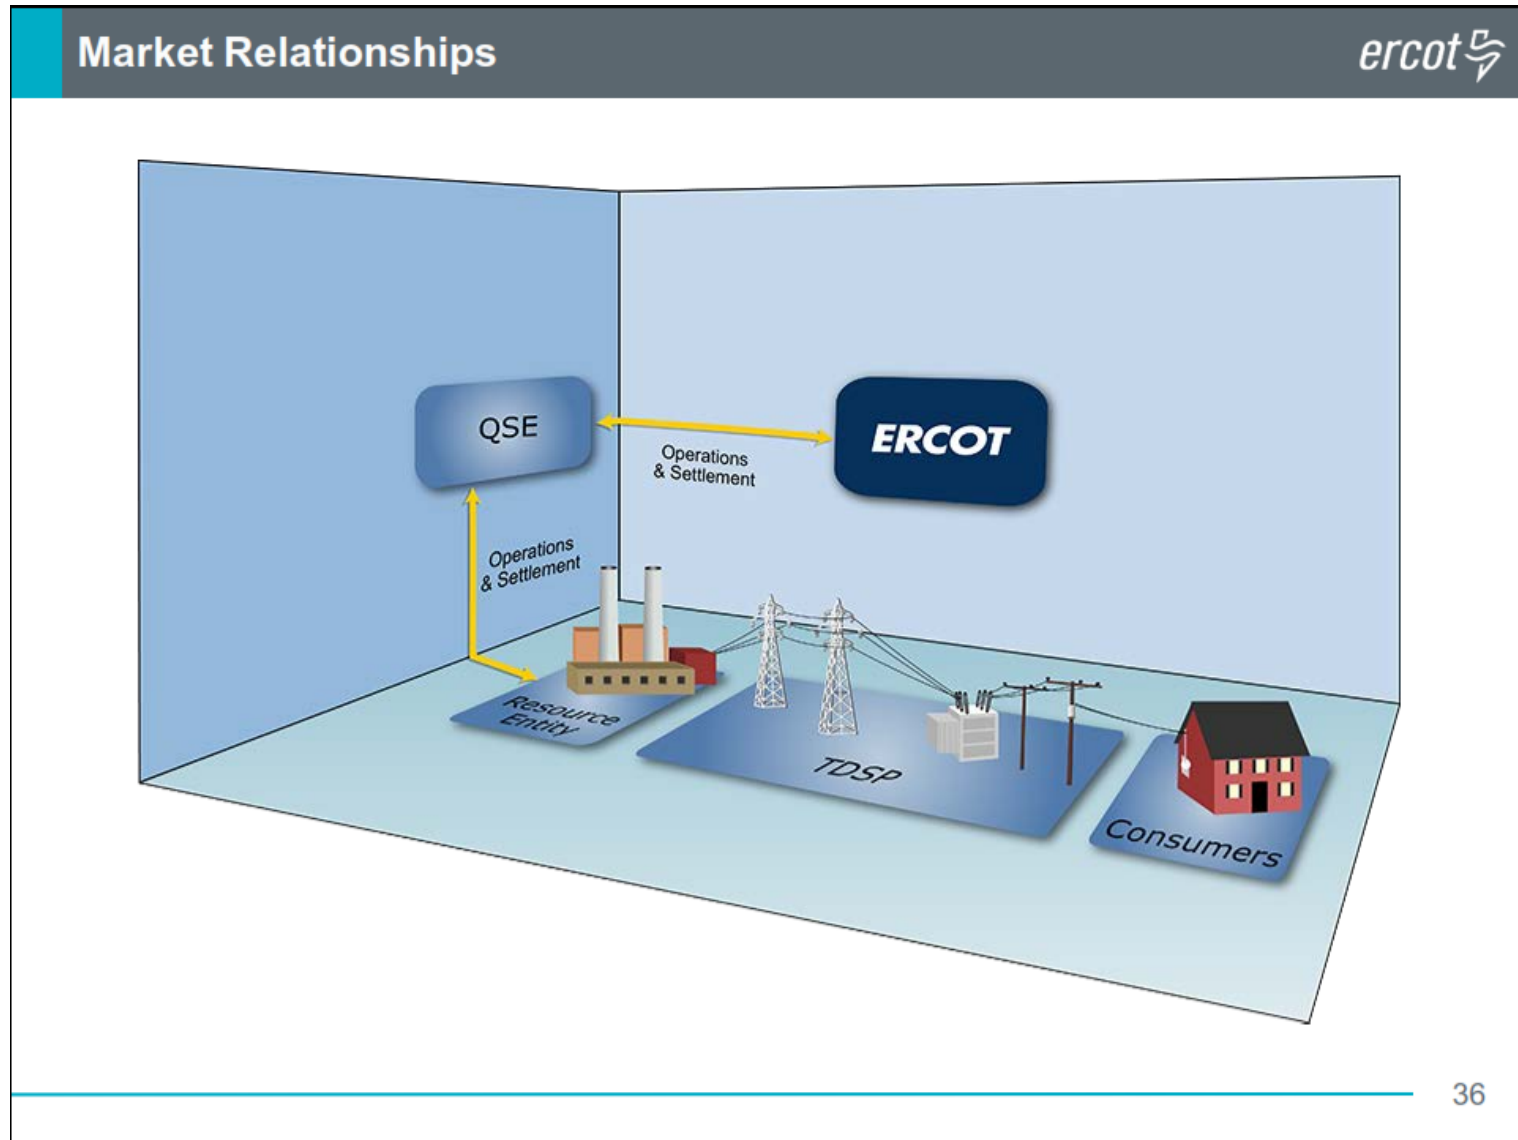 Market Relationships
ercot
QSE
ERCOT
Operations
& Settlement
Operations
& Settlement
Resource
Entity
TDSP
Consumers
36